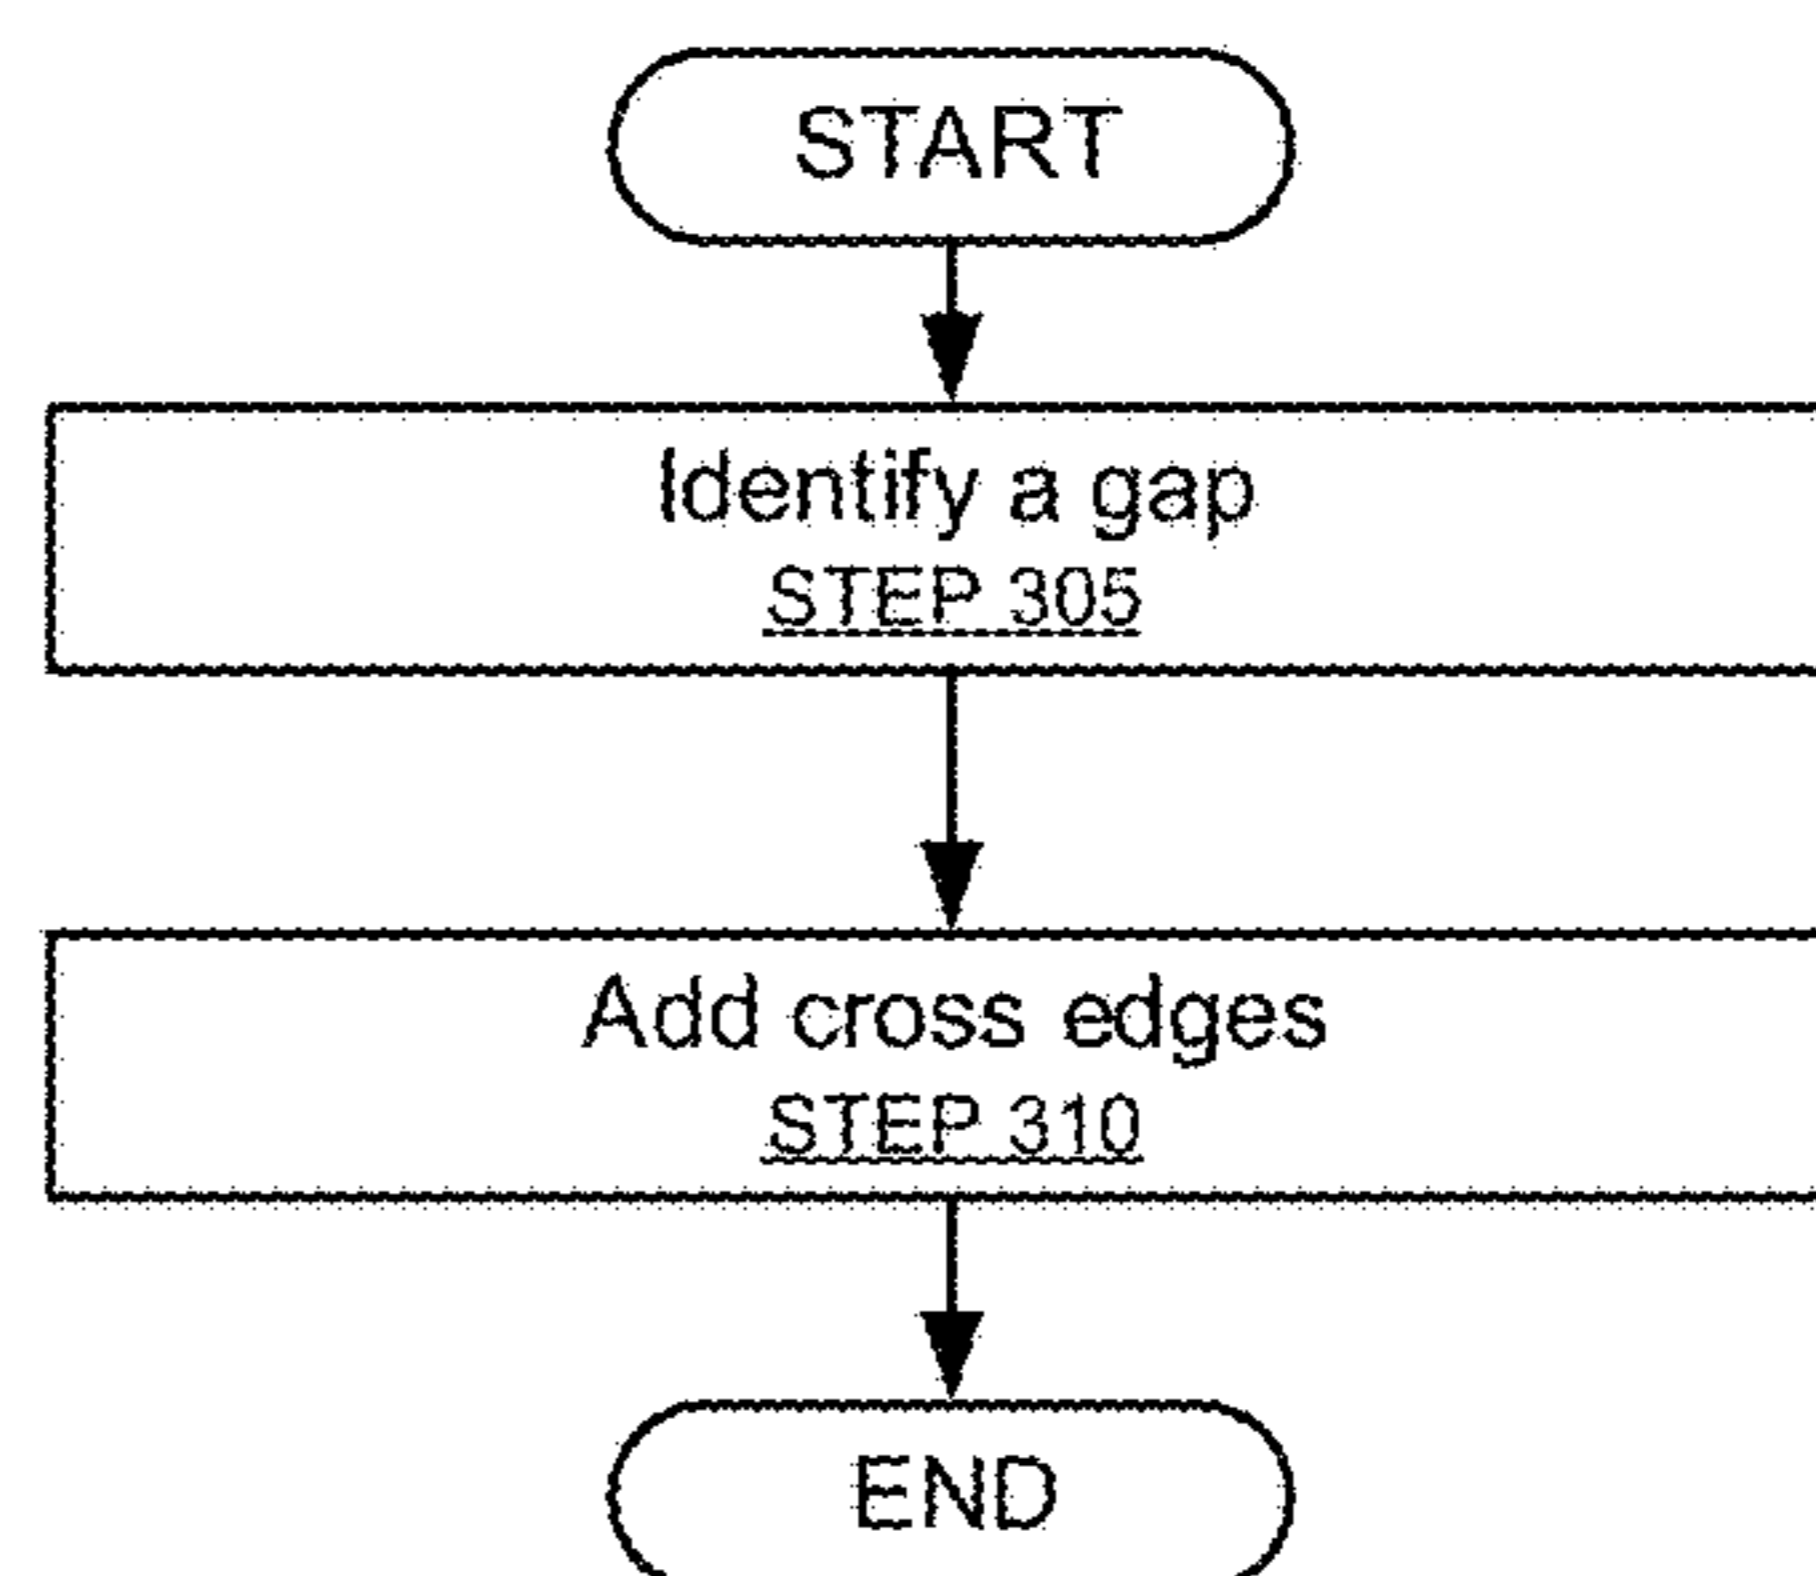 START
Identify a gap
STEP 305
Add cross edges
STEP 310
END